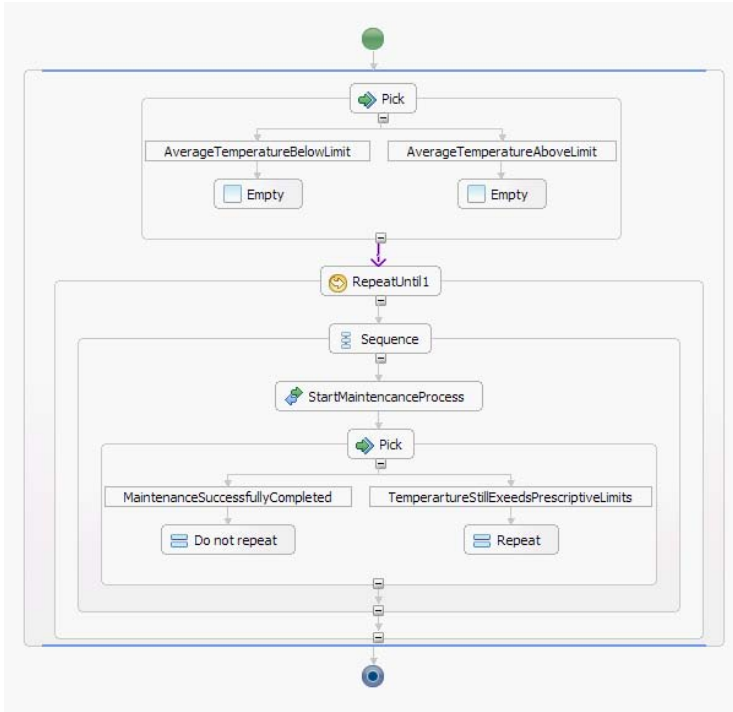 Pick
AverageTemperatureBelowLimit
AverageTemperatureAboveLimit
Empty
Empty
RepeatUntil1
Sequence
StartMaintencanceProcess
Pick
MaintenanceSuccessfullyCompleted
TemperartureStillExeedsPrescriptiveLimits
Do not repeat
Repeat